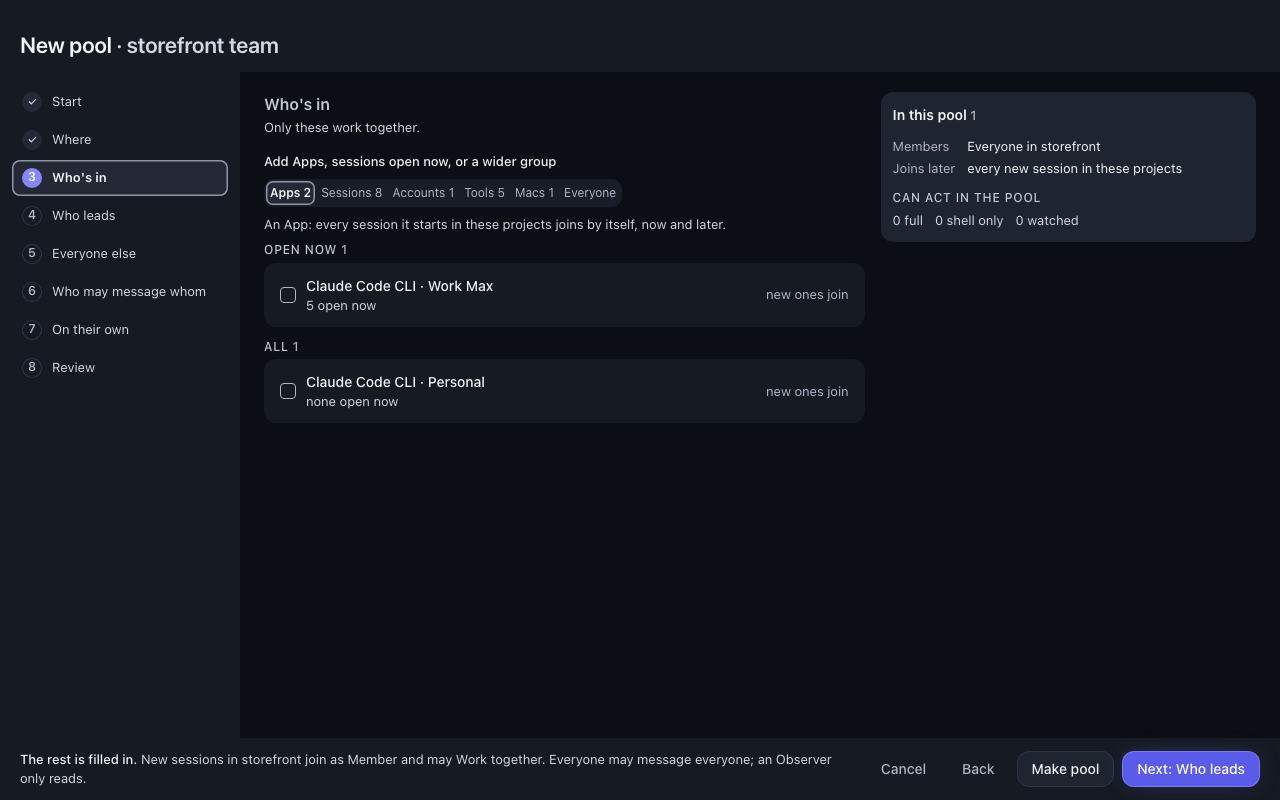 New pool · storefront team
Start
Where
3 Who's in
4 Who leads
5 Everyone else
6 Who may message whom
7 On their own
8 Review
Who's in
Only these work together.
Add Apps, sessions open now, or a wider group
Apps 2 Sessions 8 Accounts 1 Tools 5 Macs 1 Everyone
An App: every session it starts in these projects joins by itself, now and later.
OPEN NOW 1
Claude Code CLI · Work Max
5 open now
new ones join
ALL 1
Claude Code CLI · Personal
none open now
new ones join
In this pool 1
Members Everyone in storefront
Joins later every new session in these projects
CAN ACT IN THE POOL
0 full 0 shell only 0 watched
The rest is filled in. New sessions in storefront join as Member and may Work together. Everyone may message everyone; an Observer
only reads.
Cancel Back Make pool Next: Who leads